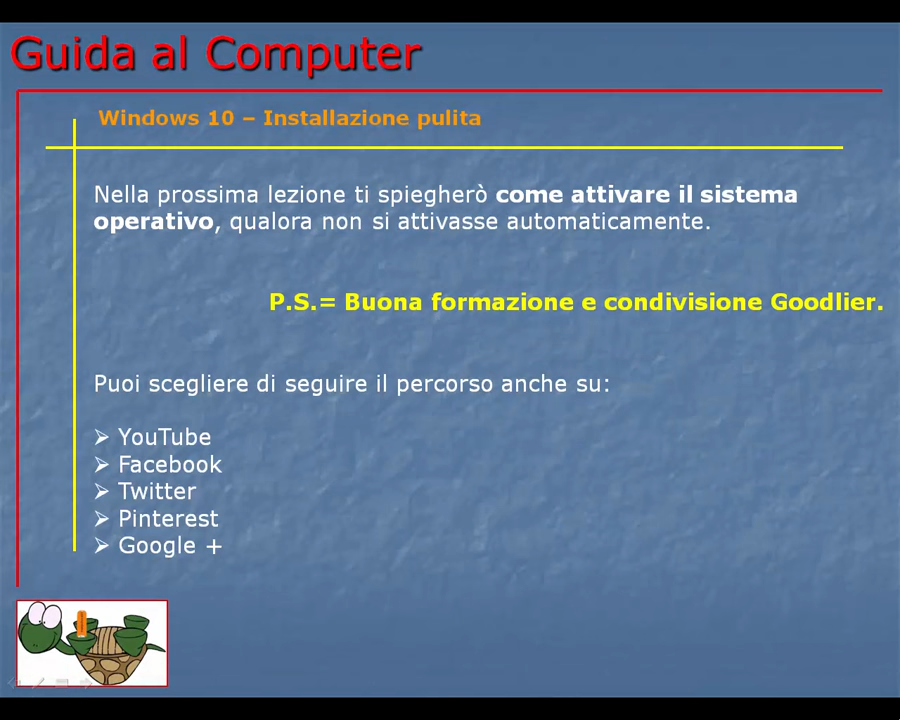 Guida al Computer
Windows 10 – Installazione pulita
Nella prossima lezione ti spiegherò come attivare il sistema
operativo, qualora non si attivasse automaticamente.
P.S.= Buona formazione e condivisione Goodlier.
Puoi scegliere di seguire il percorso anche su:
YouTube
Facebook
Twitter
Pinterest
Google +